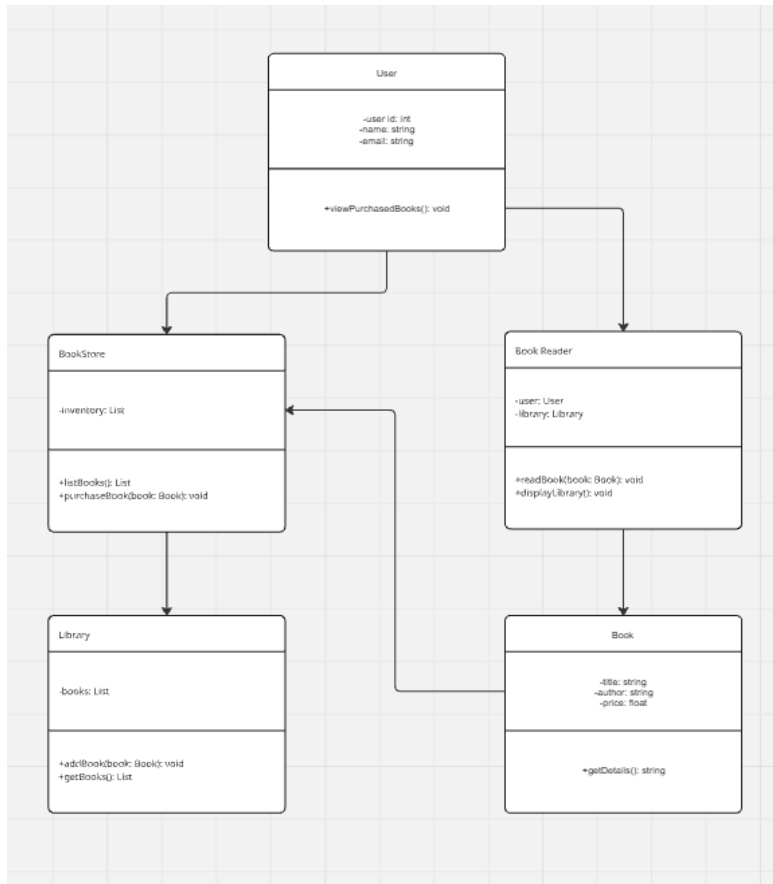 User
-user id: int
-name: string
-email: string
+viewPurchasedBooks(): void
BookStore
-inventory: List
+listBooks(): List
+purchaseBook(book: Book): void
Book Reader
-user: User
-library: Library
+readBook(book: Book): void
+displayLibrary(): void
Library
-books: List
+addBook(book: Book): void
+getBooks(): List
Book
-title: string
-author: string
-price: float
+getDetails(): string